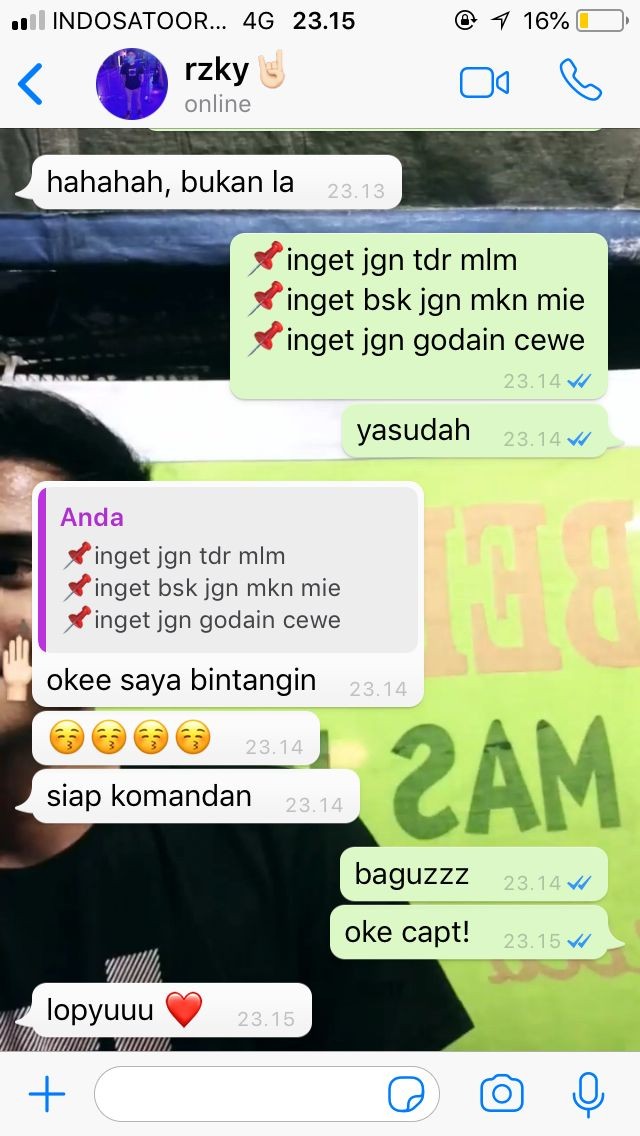 INDOSATOOR... 4G 23.15 16%
rzky🤘🏻
online
hahahah, bukan la 23.13
📌inget jgn tdr mlm
📌inget bsk jgn mkn mie
📌inget jgn godain cewe
23.14
yasudah 23.14
Anda
📌inget jgn tdr mlm
📌inget bsk jgn mkn mie
📌inget jgn godain cewe
okee saya bintangin 23.14
😚😚😚😚 23.14
siap komandan 23.14
MAS
baguzzz 23.14
oke capt! 23.15
lopyuuu ❤️ 23.15